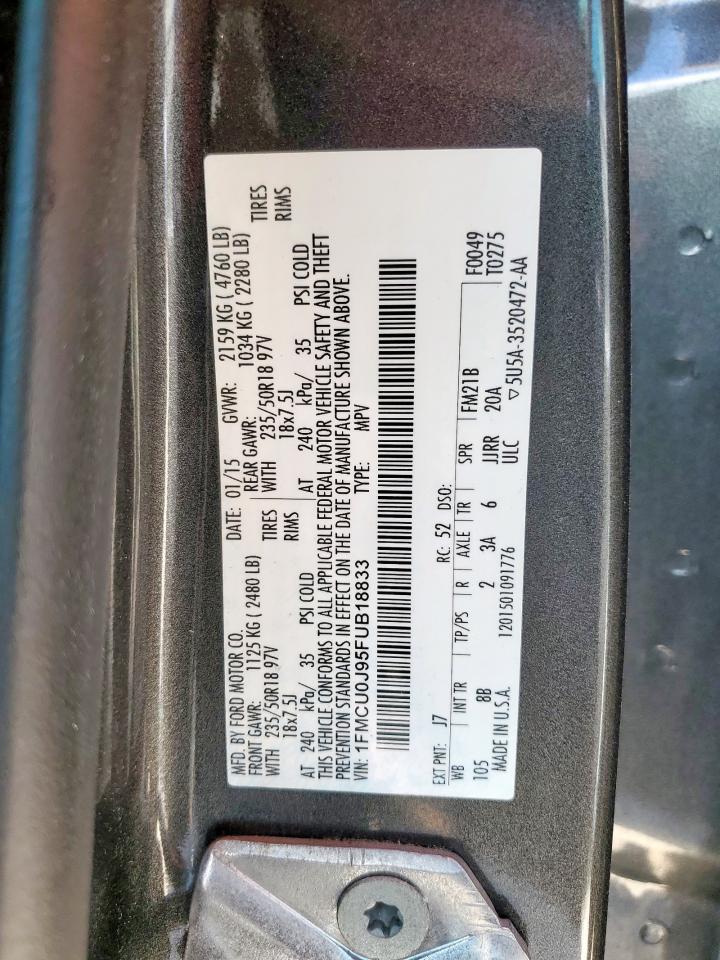 MFD. BY FORD MOTOR CO.
DATE: 01/15 GVWR: 2159 KG ( 4760 LB)
FRONT GAWR: 1125 KG ( 2480 LB)
REAR GAWR: 1034 KG ( 2280 LB)
WITH 235/50R18 97V TIRES
WITH 235/50R18 97V TIRES
18x7.5J RIMS
18x7.5J RIMS
AT 240 kPa/ 35 PSI COLD
AT 240 kPa/ 35 PSI COLD
THIS VEHICLE CONFORMS TO ALL APPLICABLE FEDERAL MOTOR VEHICLE SAFETY AND THEFT
PREVENTION STANDARDS IN EFFECT ON THE DATE OF MANUFACTURE SHOWN ABOVE.
VIN: 1FMCU0J95FUB18833 TYPE: MPV
EXT PNT: J7 RC: 52 DSO:
WB INT TR TP/PS R AXLE TR SPR FM21B F0049
105 8B 2 3A 6 JJRR 20A T0275
MADE IN U.S.A. 1201501091776 ULC ▽5U5A-3520472-AA